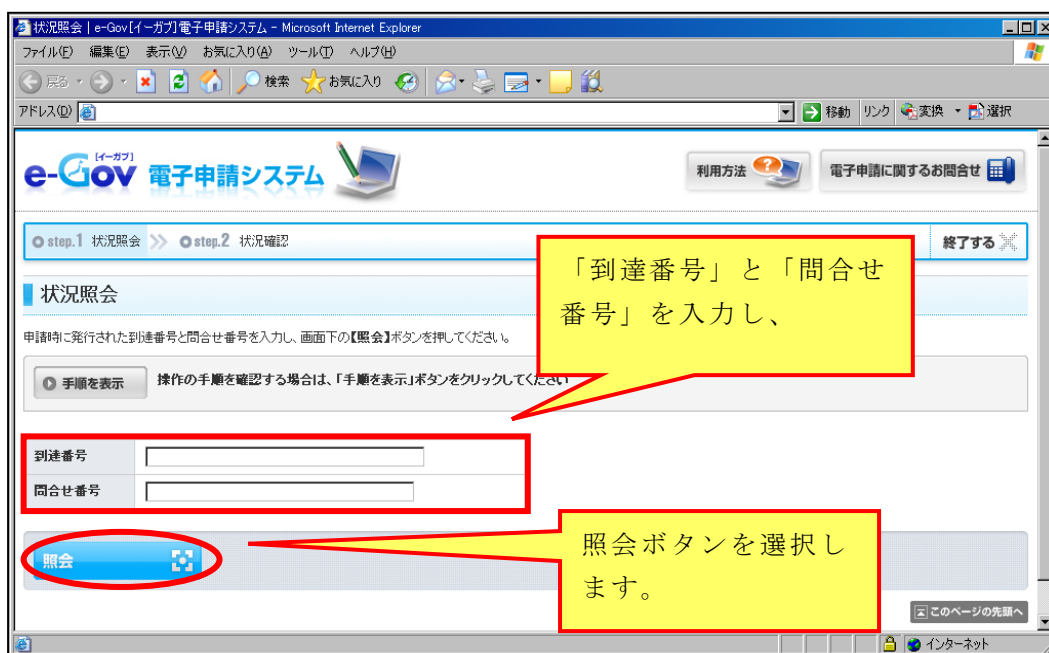 状況照会 | e-Gov[イーガブ]電子申請システム - Microsoft Internet Explorer
ファイル(F) 編集(E) 表示(V) お気に入り(A) ツール(T) ヘルプ(H)
戻る 検索 お気に入り
アドレス(D) 移動 リンク 変換 選択
e-Gov [イーガブ] 電子申請システム 利用方法 電子申請に関するお問合せ
step.1 状況照会 step.2 状況確認 終了する
「到達番号」と「問合せ
番号」を入力し、
状況照会
申請時に発行された到達番号と問合せ番号を入力し、画面下の【照会】ボタンを押してください。
手順を表示 操作の手順を確認する場合は、「手順を表示」ボタンをクリックしてください
到達番号
問合せ番号
照会
照会ボタンを選択し
ます。
このページの先頭へ
インターネット